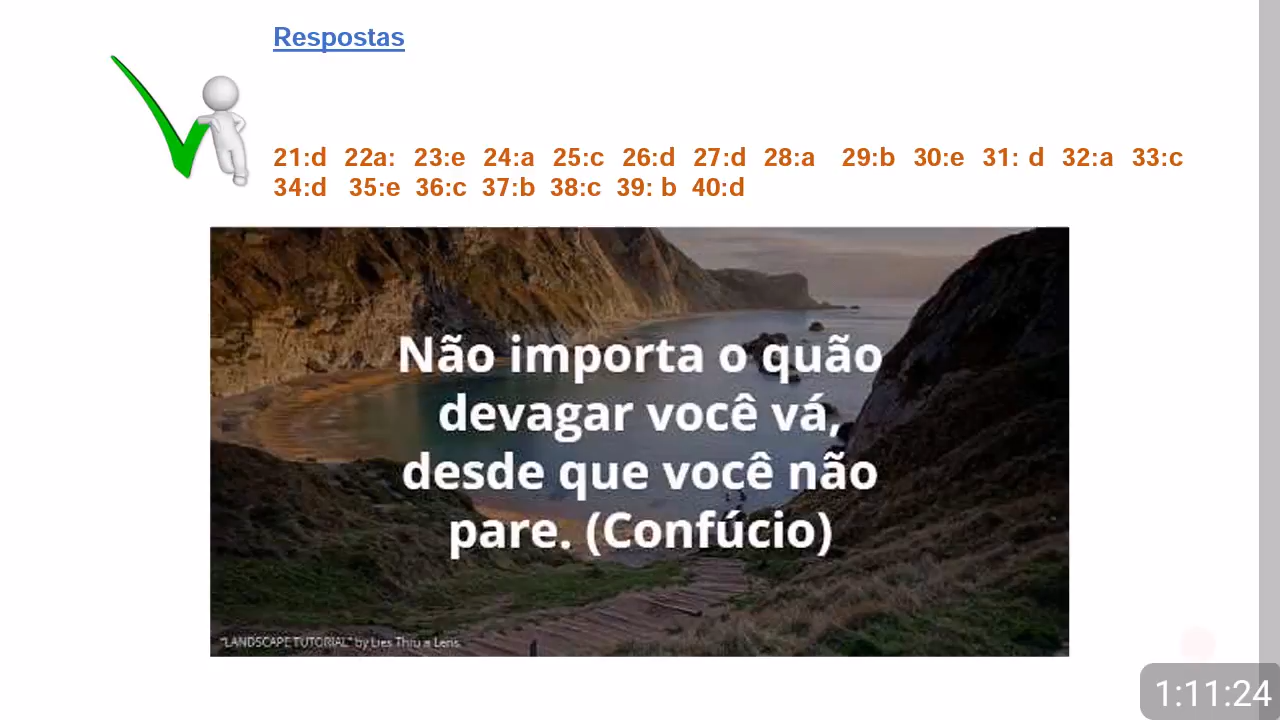 Respostas
21:d 22a: 23:e 24:a 25:c 26:d 27:d 28:a 29:b 30:e 31: d 32:a 33:c
34:d 35:e 36:c 37:b 38:c 39: b 40:d
Não importa o quão
devagar você vá,
desde que você não
pare. (Confúcio)
"LANDSCAPE TUTORIAL" by Lies Thru a Lens
1:11:24